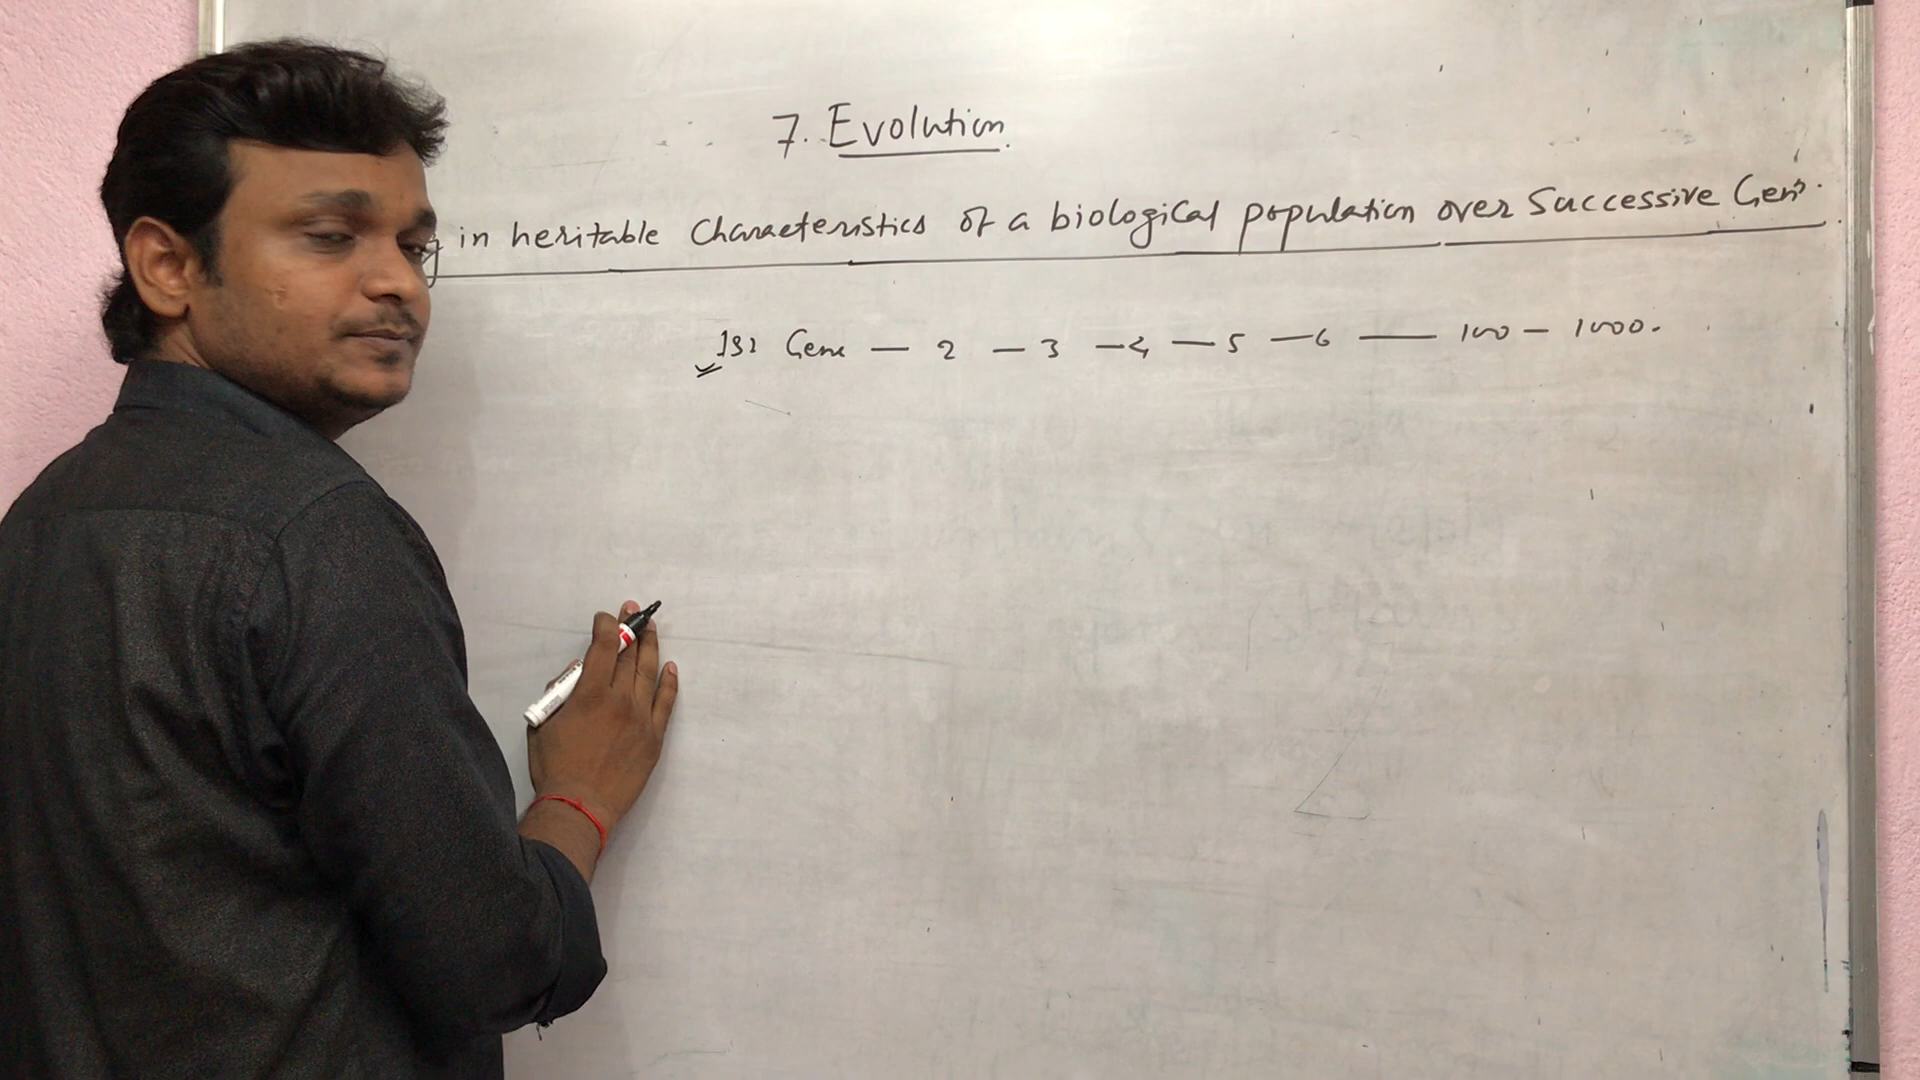 7. Evolution.
in heritable Characteristics of a biological population over Successive Gen.
1st Gene — 2 — 3 — 4 — 5 — 6 — 100 — 1000.